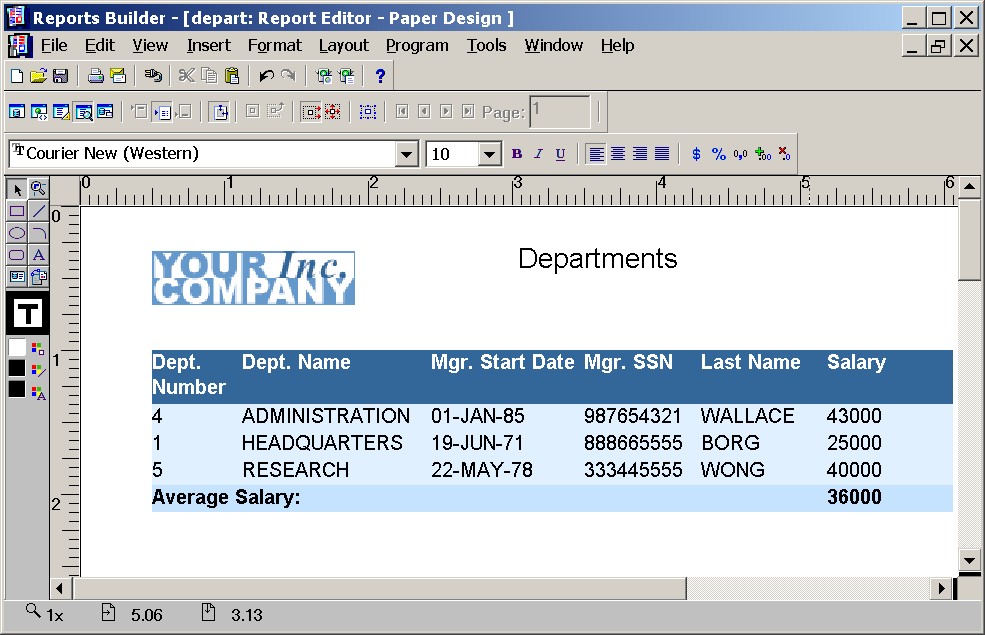 Reports Builder - [depart: Report Editor - Paper Design ]
File Edit View Insert Format Layout Program Tools Window Help
?
Page: 1
Courier New (Western) 10 B I U $ % 0,0 .00 .0
0 1 2 3 4 5 6
0
YOUR Inc.
COMPANY
Departments
A
T
1
Dept. Number Dept. Name Mgr. Start Date Mgr. SSN Last Name Salary
4 ADMINISTRATION 01-JAN-85 987654321 WALLACE 43000
1 HEADQUARTERS 19-JUN-71 888665555 BORG 25000
5 RESEARCH 22-MAY-78 333445555 WONG 40000
Average Salary: 36000
2
1x 5.06 3.13